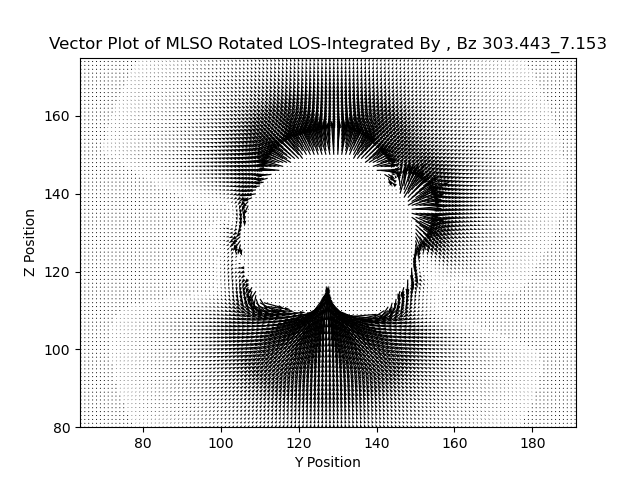 Vector Plot of MLSO Rotated LOS-Integrated By , Bz 303.443_7.153
160
140
120
100
80
Z Position
80 100 120 140 160 180
Y Position